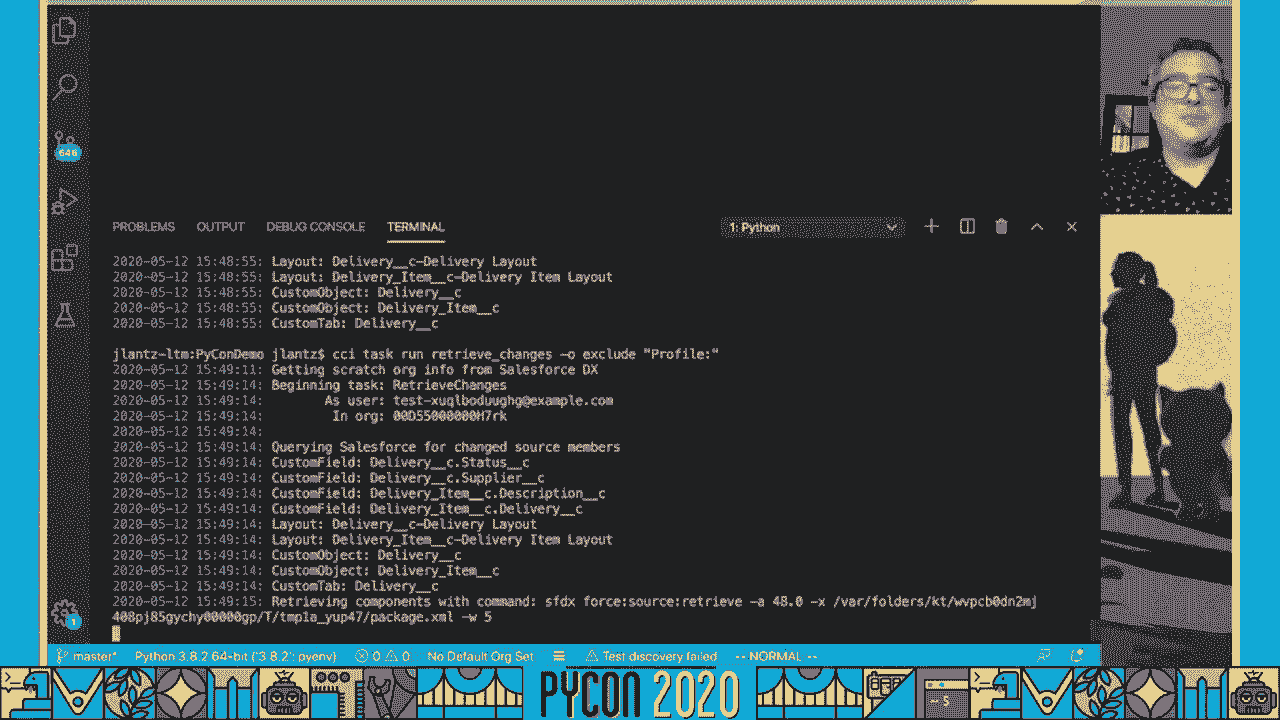 646
PROBLEMS OUTPUT DEBUG CONSOLE TERMINAL 1: Python
2020-05-12 15:48:55: Layout: Delivery__c-Delivery Layout
2020-05-12 15:48:55: Layout: Delivery_Item__c-Delivery Item Layout
2020-05-12 15:48:55: CustomObject: Delivery__c
2020-05-12 15:48:55: CustomObject: Delivery_Item__c
2020-05-12 15:48:55: CustomTab: Delivery__c
jlantz-ltm:PyConDemo jlantz$ cci task run retrieve_changes -o exclude "Profile:"
2020-05-12 15:49:11: Getting scratch org info from Salesforce DX
2020-05-12 15:49:14: Beginning task: RetrieveChanges
2020-05-12 15:49:14: As user: test-xuqlboduughg@example.com
2020-05-12 15:49:14: In org: 00D55000000H7rk
2020-05-12 15:49:14:
2020-05-12 15:49:14: Querying Salesforce for changed source members
2020-05-12 15:49:14: CustomField: Delivery__c.Status__c
2020-05-12 15:49:14: CustomField: Delivery__c.Supplier__c
2020-05-12 15:49:14: CustomField: Delivery_Item__c.Description__c
2020-05-12 15:49:14: CustomField: Delivery_Item__c.Delivery__c
2020-05-12 15:49:14: Layout: Delivery__c-Delivery Layout
2020-05-12 15:49:14: Layout: Delivery_Item__c-Delivery Item Layout
2020-05-12 15:49:14: CustomObject: Delivery__c
2020-05-12 15:49:14: CustomObject: Delivery_Item__c
2020-05-12 15:49:14: CustomTab: Delivery__c
2020-05-12 15:49:15: Retrieving components with command: sfdx force:source:retrieve -a 48.0 -x /var/folders/kt/wvpcb0dn2mj
408pj85gychy00000gp/T/tmp1a_yup47/package.xml -w 5
1
master* Python 3.8.2 64-bit ('3.8.2': pyenv) 0 0 No Default Org Set Test discovery failed -- NORMAL --
PYCON 2020